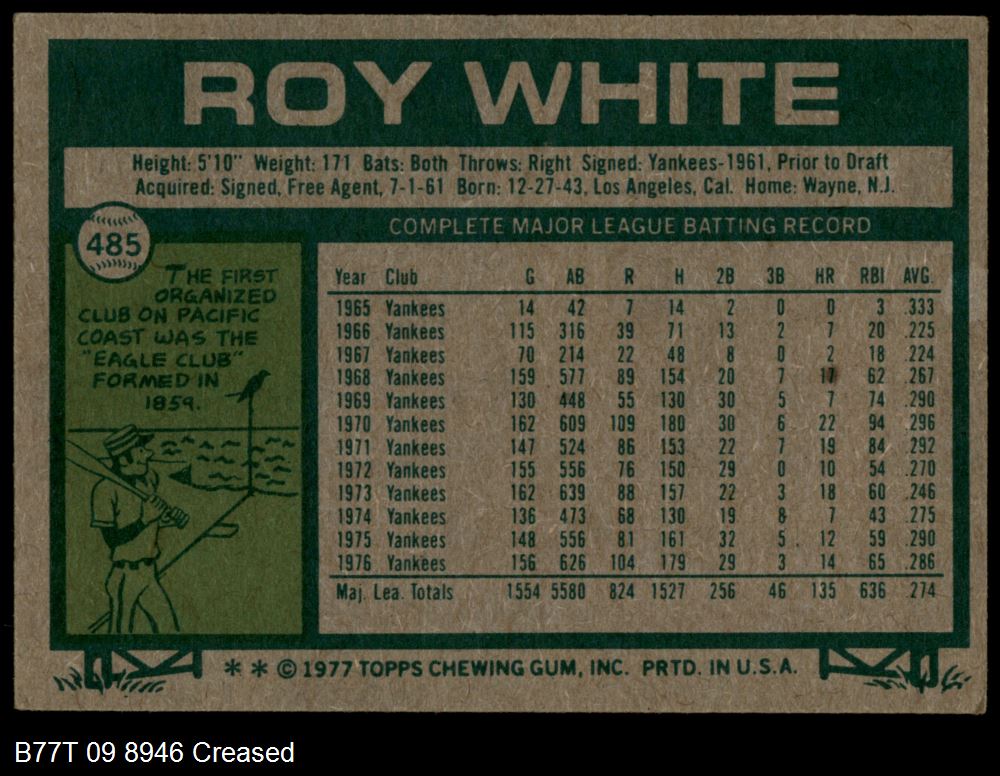 ROY WHITE
Height: 5'10" Weight: 171 Bats: Both Throws: Right Signed: Yankees-1961, Prior to Draft
Acquired: Signed, Free Agent, 7-1-61 Born: 12-27-43, Los Angeles, Cal. Home: Wayne, N.J.
485
THE FIRST
ORGANIZED
CLUB ON PACIFIC
COAST WAS THE
"EAGLE CLUB"
FORMED IN
1859.
COMPLETE MAJOR LEAGUE BATTING RECORD
Year Club G AB R H 2B 3B HR RBI AVG.
1965 Yankees 14 42 7 14 2 0 0 3 .333
1966 Yankees 115 316 39 71 13 2 7 20 .225
1967 Yankees 70 214 22 48 8 0 2 18 .224
1968 Yankees 159 577 89 154 20 7 17 62 .267
1969 Yankees 130 448 55 130 30 5 7 74 .290
1970 Yankees 162 609 109 180 30 6 22 94 .296
1971 Yankees 147 524 86 153 22 7 19 84 .292
1972 Yankees 155 556 76 150 29 0 10 54 .270
1973 Yankees 162 639 88 157 22 3 18 60 .246
1974 Yankees 136 473 68 130 19 8 7 43 .275
1975 Yankees 148 556 81 161 32 5 12 59 .290
1976 Yankees 156 626 104 179 29 3 14 65 .286
Maj. Lea. Totals 1554 5580 824 1527 256 46 135 636 .274
* * © 1977 TOPPS CHEWING GUM, INC. PRTD. IN U.S.A.
B77T 09 8946 Creased